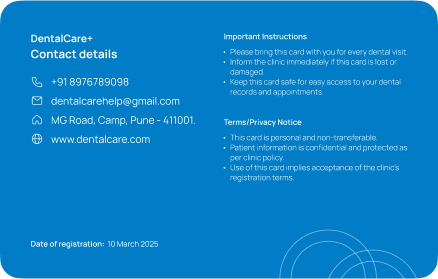 DentalCare+
Contact details
+91 8976789098
dentalcarehelp@gmail.com
MG Road, Camp, Pune - 411001.
www.dentalcare.com
Date of registration: 10 March 2025
Important Instructions
• Please bring this card with you for every dental visit.
• Inform the clinic immediately if this card is lost or
damaged.
• Keep this card safe for easy access to your dental
records and appointments.
Terms/Privacy Notice
• This card is personal and non-transferable.
• Patient information is confidential and protected as
per clinic policy.
• Use of this card implies acceptance of the clinic's
registration terms.